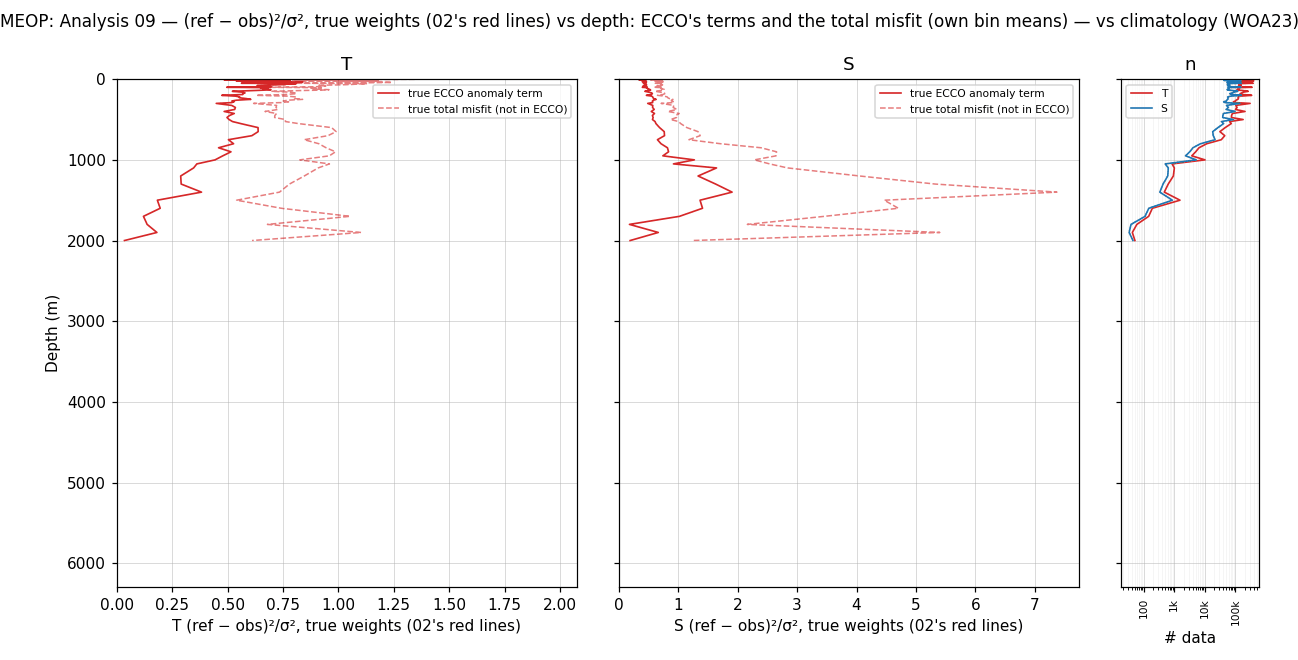 MEOP: Analysis 09 — (ref − obs)²/σ², true weights (02's red lines) vs depth: ECCO's terms and the total misfit (own bin means) — vs climatology (WOA23)
T
S
n
true ECCO anomaly term
true total misfit (not in ECCO)
true ECCO anomaly term
true total misfit (not in ECCO)
T
S
0
1000
2000
3000
4000
5000
6000
Depth (m)
0.00 0.25 0.50 0.75 1.00 1.25 1.50 1.75 2.00
0 1 2 3 4 5 6 7
100 1k 10k 100k
T (ref − obs)²/σ², true weights (02's red lines)
S (ref − obs)²/σ², true weights (02's red lines)
# data